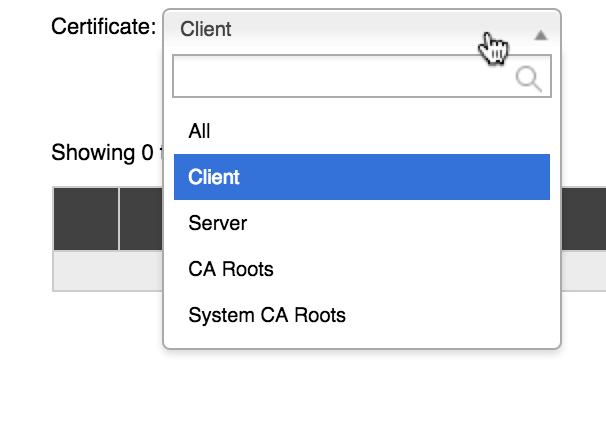 Certificate: Client
All
Showing 0
Client
Server
CA Roots
System CA Roots